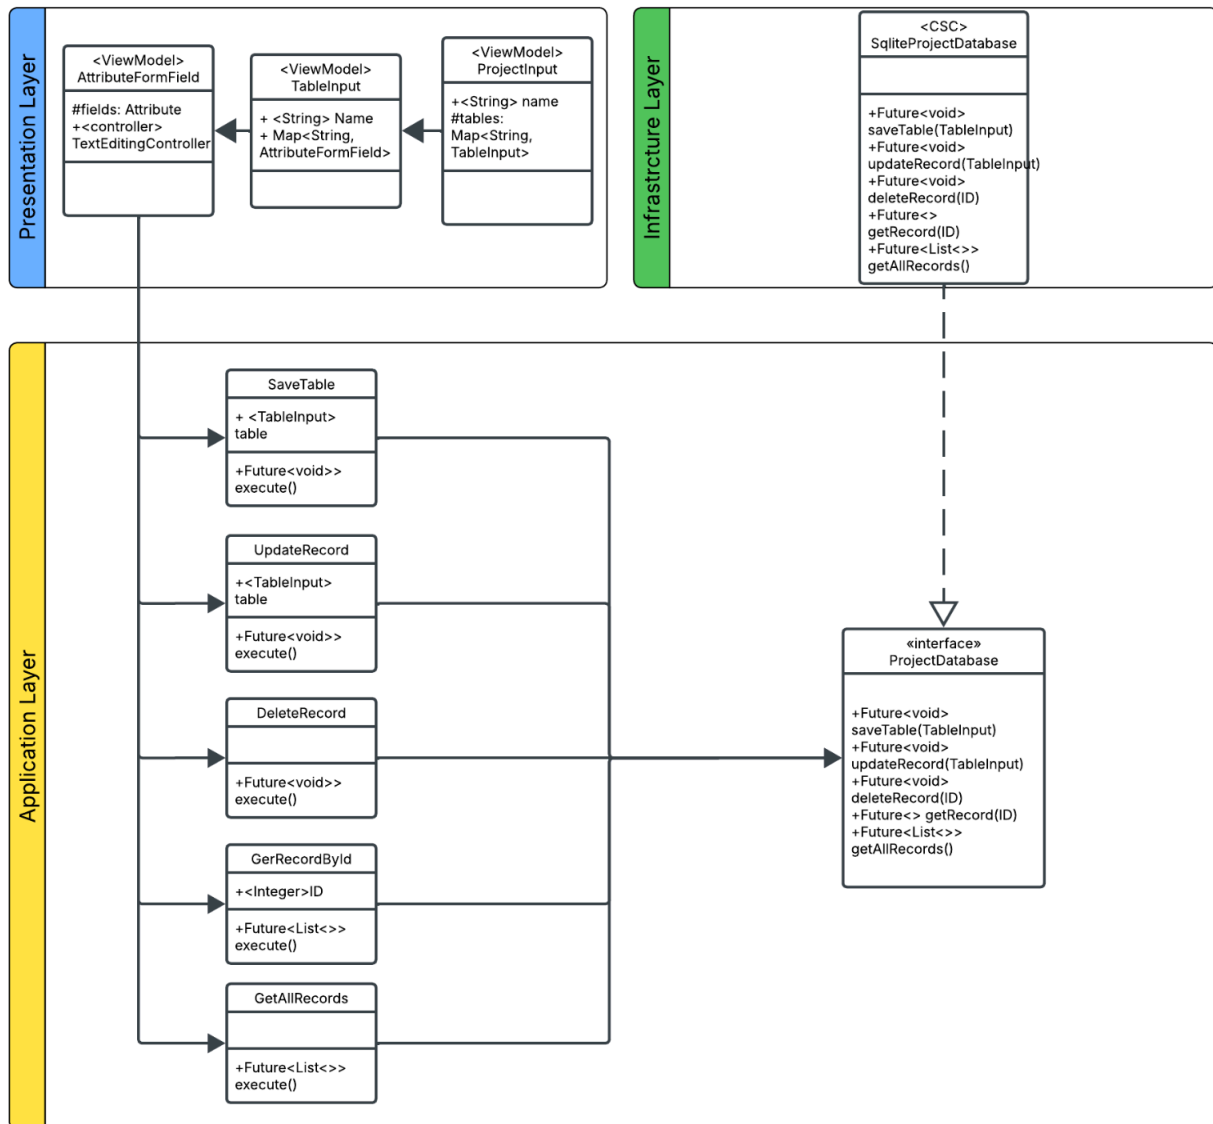 Presentation Layer
<ViewModel>
AttributeFormField
#fields: Attribute
+<controller>
TextEditingController
<ViewModel>
TableInput
+ <String> Name
+ Map<String,
AttributeFormField>
<ViewModel>
ProjectInput
+<String> name
#tables:
Map<String,
TableInput>
Infrastrcture Layer
<CSC>
SqliteProjectDatabase
+Future<void>
saveTable(TableInput)
+Future<void>
updateRecord(TableInput)
+Future<void>
deleteRecord(ID)
+Future<>
getRecord(ID)
+Future<List<>>
getAllRecords()
Application Layer
SaveTable
+ <TableInput>
table
+Future<void>>
execute()
UpdateRecord
+<TableInput>
table
+Future<void>>
execute()
DeleteRecord
+Future<void>>
execute()
GerRecordById
+<Integer>ID
+Future<List<>>
execute()
GetAllRecords
+Future<List<>>
execute()
«interface»
ProjectDatabase
+Future<void>
saveTable(TableInput)
+Future<void>
updateRecord(TableInput)
+Future<void>
deleteRecord(ID)
+Future<> getRecord(ID)
+Future<List<>>
getAllRecords()